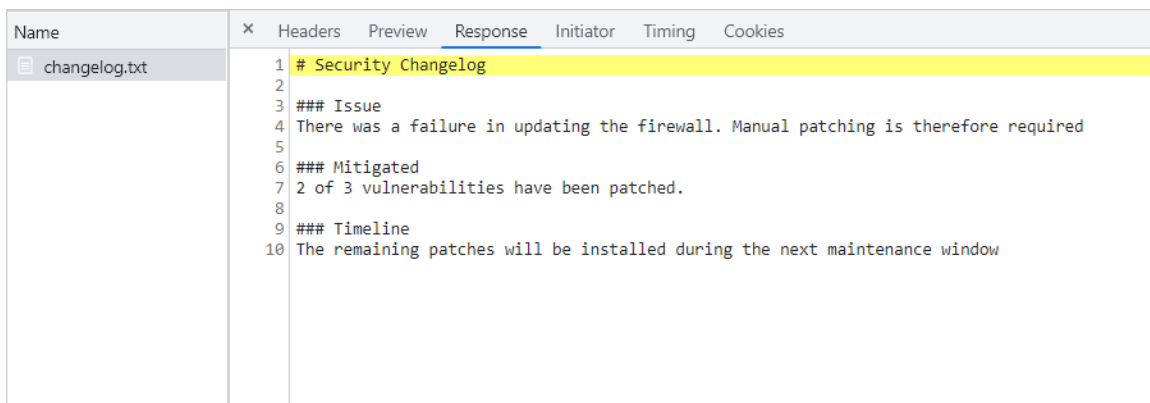 Name
× Headers Preview Response Initiator Timing Cookies
changelog.txt
1 # Security Changelog
2
3 ### Issue
4 There was a failure in updating the firewall. Manual patching is therefore required
5
6 ### Mitigated
7 2 of 3 vulnerabilities have been patched.
8
9 ### Timeline
10 The remaining patches will be installed during the next maintenance window